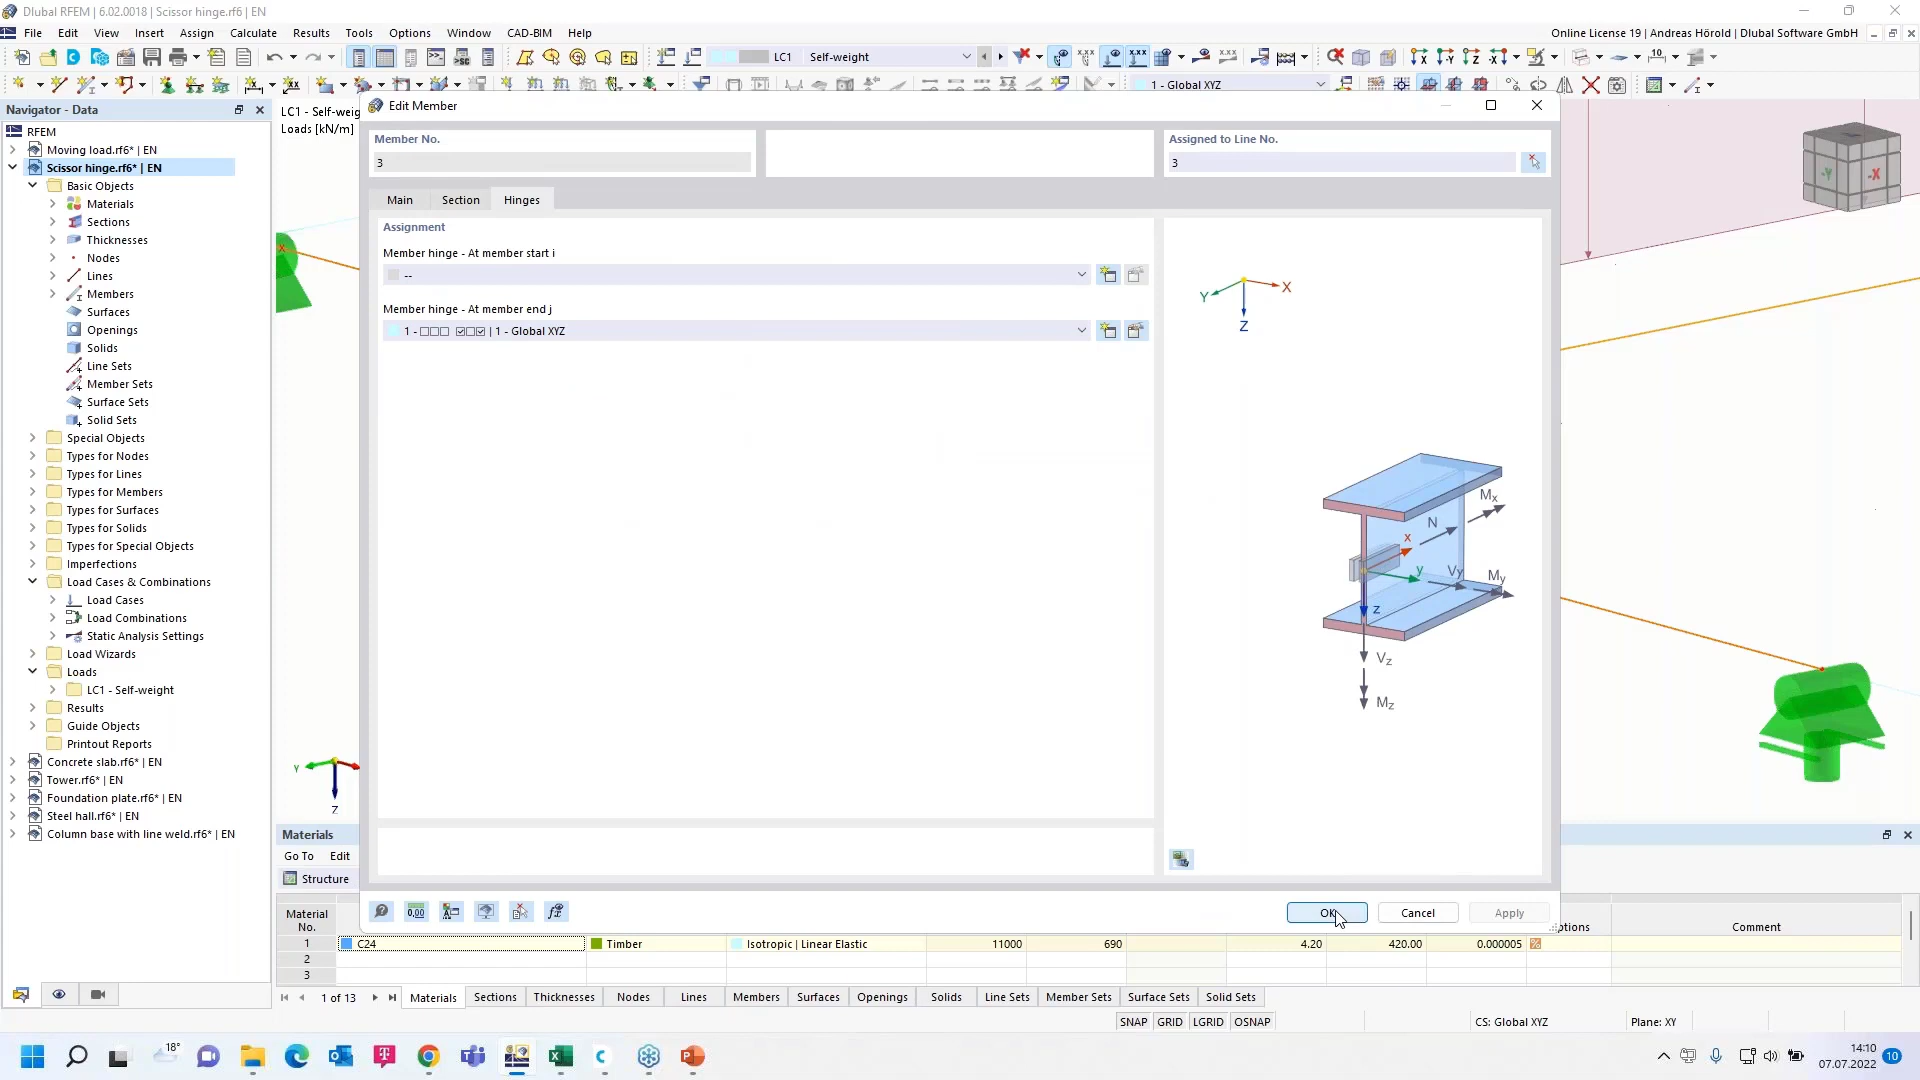 Dlubal RFEM | 6.02.0018 | Scissor hinge.rf6 | EN
File Edit View Insert Assign Calculate Results Tools Options Window CAD-BIM Help
Online License 19 | Andreas Hörold | Dlubal Software GmbH
LC1 Self-weight
1 - Global XYZ
Navigator - Data
RFEM
Moving load.rf6* | EN
Scissor hinge.rf6* | EN
Basic Objects
Materials
Sections
Thicknesses
Nodes
Lines
Members
Surfaces
Openings
Solids
Line Sets
Member Sets
Surface Sets
Solid Sets
Special Objects
Types for Nodes
Types for Lines
Types for Members
Types for Surfaces
Types for Solids
Types for Special Objects
Imperfections
Load Cases & Combinations
Load Cases
Load Combinations
Static Analysis Settings
Load Wizards
Loads
LC1 - Self-weight
Results
Guide Objects
Printout Reports
Concrete slab.rf6* | EN
Tower.rf6* | EN
Foundation plate.rf6* | EN
Steel hall.rf6* | EN
Column base with line weld.rf6* | EN
LC1 - Self-weig
Loads [kN/m]
Edit Member
Member No.
3
Assigned to Line No.
3
Main Section Hinges
Assignment
Member hinge - At member start i
--
Member hinge - At member end j
1 - ☐☐☐ ☑☐☑ | 1 - Global XYZ
X
Y
Z
Mx
N
x
y
Vy
My
z
Vz
Mz
OK Cancel Apply
-Y -X
Y
Z
Materials
Go To Edit
Structure
Material
No.
ptions
Comment
1 C24 Timber Isotropic | Linear Elastic 11000 690 4.20 420.00 0.000005
2
3
1 of 13 Materials Sections Thicknesses Nodes Lines Members Surfaces Openings Solids Line Sets Member Sets Surface Sets Solid Sets
SNAP GRID LGRID OSNAP
CS: Global XYZ
Plane: XY
18°
14:10
07.07.2022
10